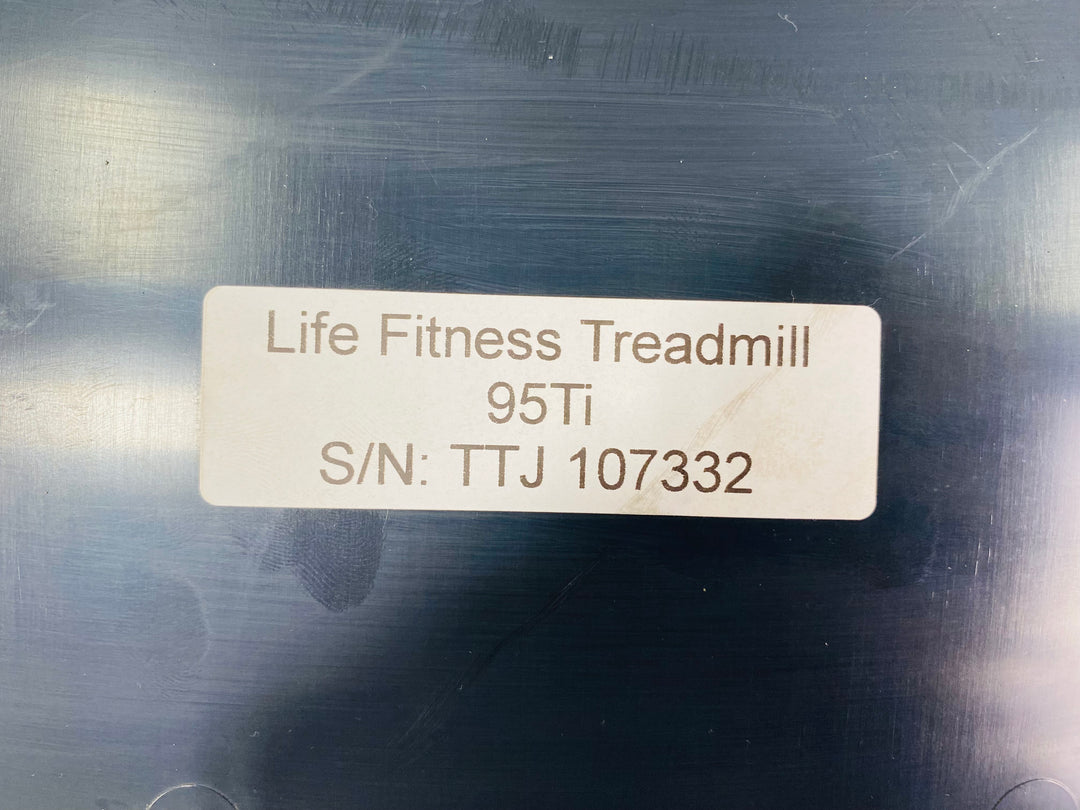 Life Fitness Treadmill
95Ti
S/N: TTJ 107332